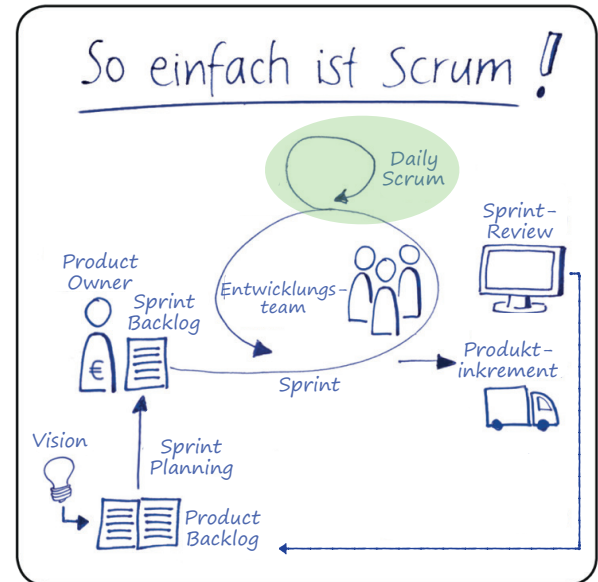 So einfach ist Scrum!
Daily
Scrum
Sprint-
Review
Product
Owner
Sprint
Backlog
Entwicklungs-
team
€
Sprint
Produkt-
inkrement
Vision
Sprint
Planning
Product
Backlog